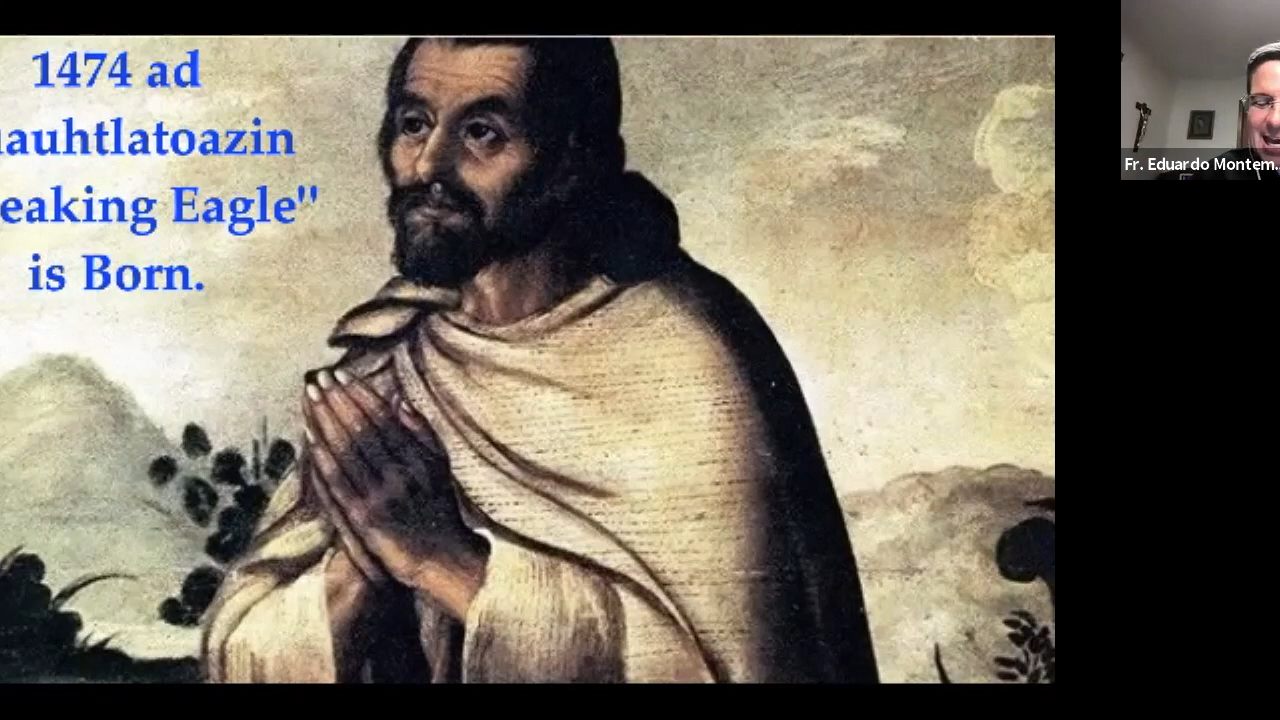 1474 ad
auhtlatoazin
eaking Eagle"
is Born.
Fr. Eduardo Montem...